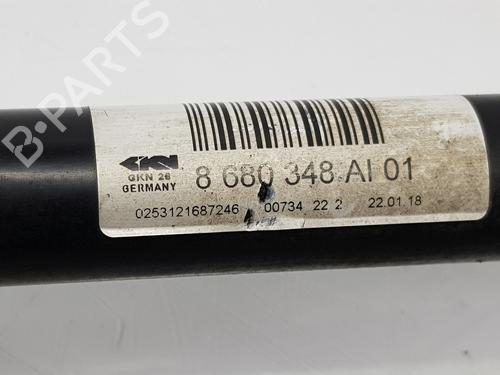 B-PARTS
GKN
GKN 26
GERMANY
8 680 348 AI 01
0253121687246 00734 22 2 22.01.18